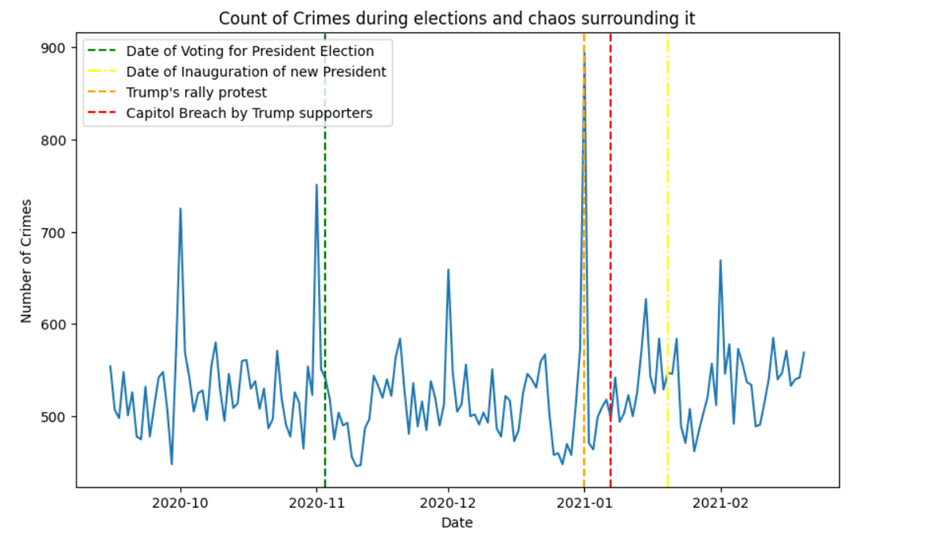 Count of Crimes during elections and chaos surrounding it
900
800
700
600
500
Number of Crimes
Date of Voting for President Election
Date of Inauguration of new President
Trump's rally protest
Capitol Breach by Trump supporters
2020-10
2020-11
2020-12
2021-01
2021-02
Date